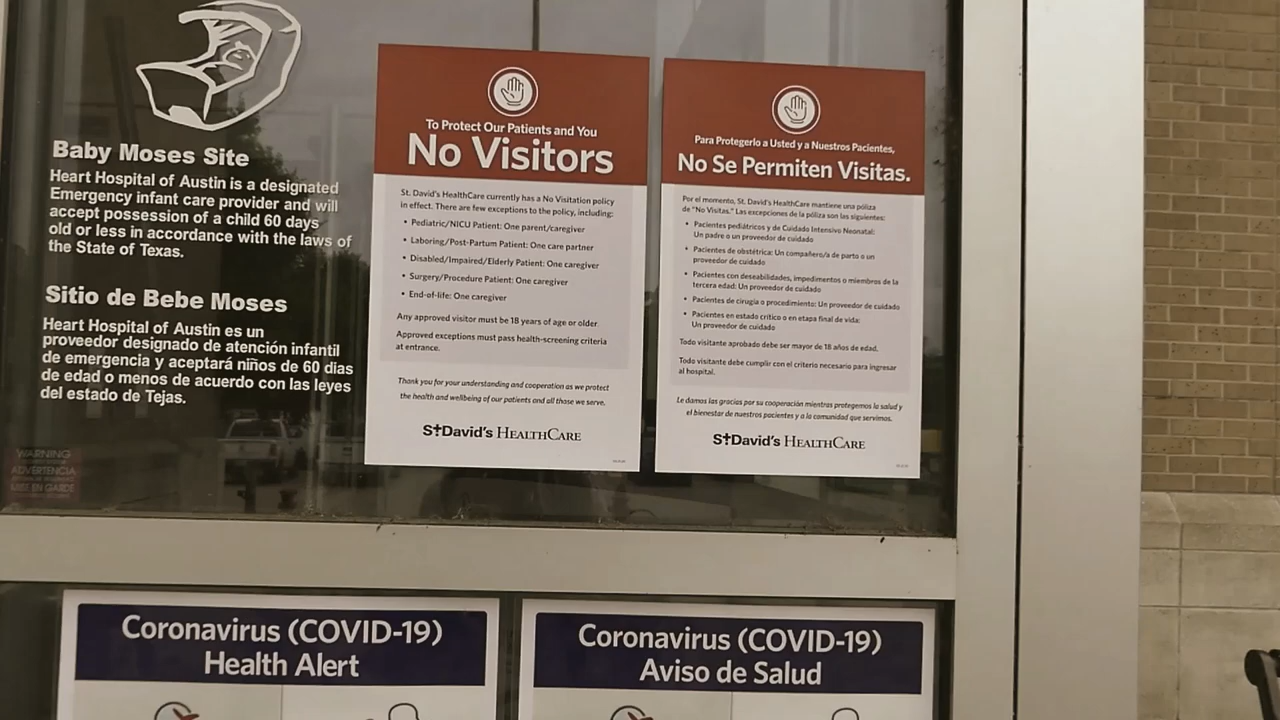 Baby Moses Site
Heart Hospital of Austin is a designated
Emergency infant care provider and will
accept possession of a child 60 days
old or less in accordance with the laws of
the State of Texas.
Sitio de Bebe Moses
Heart Hospital of Austin es un
proveedor designado de atención infantil
de emergencia y aceptará niños de 60 dias
de edad o menos de acuerdo con las leyes
del estado de Tejas.
WARNING
ADVERTENCIA
MISE EN GARDE
To Protect Our Patients and You
No Visitors
St. David's HealthCare currently has a No Visitation policy
in effect. There are few exceptions to the policy, including:
• Pediatric/NICU Patient: One parent/caregiver
• Laboring/Post-Partum Patient: One care partner
• Disabled/Impaired/Elderly Patient: One caregiver
• Surgery/Procedure Patient: One caregiver
• End-of-life: One caregiver
Any approved visitor must be 18 years of age or older
Approved exceptions must pass health-screening criteria
at entrance.
Thank you for your understanding and cooperation as we protect
the health and wellbeing of our patients and all those we serve.
St David's HEALTHCARE
Para Protegerlo a Usted y a Nuestros Pacientes,
No Se Permiten Visitas.
Por el momento, St. David's HealthCare mantiene una póliza
de "No Visitas." Las excepciones de la póliza son las siguientes:
• Pacientes pediátricos y de Cuidado Intensivo Neonatal:
Un padre o un proveedor de cuidado
• Pacientes de obstétrica: Un compañero/a de parto o un
proveedor de cuidado
• Pacientes con deseabilidades, impedimentos o miembros de la
tercera edad: Un proveedor de cuidado
• Pacientes de cirugía o procedimiento: Un proveedor de cuidado
• Pacientes en estado crítico o en etapa final de vida:
Un proveedor de cuidado
Todo visitante aprobado debe ser mayor de 18 años de edad.
Todo visitante debe cumplir con el criterio necesario para ingresar
al hospital.
Le damos las gracias por su cooperación mientras protegemos la salud y
el bienestar de nuestros pacientes y a la comunidad que servimos.
St David's HEALTHCARE
Coronavirus (COVID-19)
Health Alert
Coronavirus (COVID-19)
Aviso de Salud